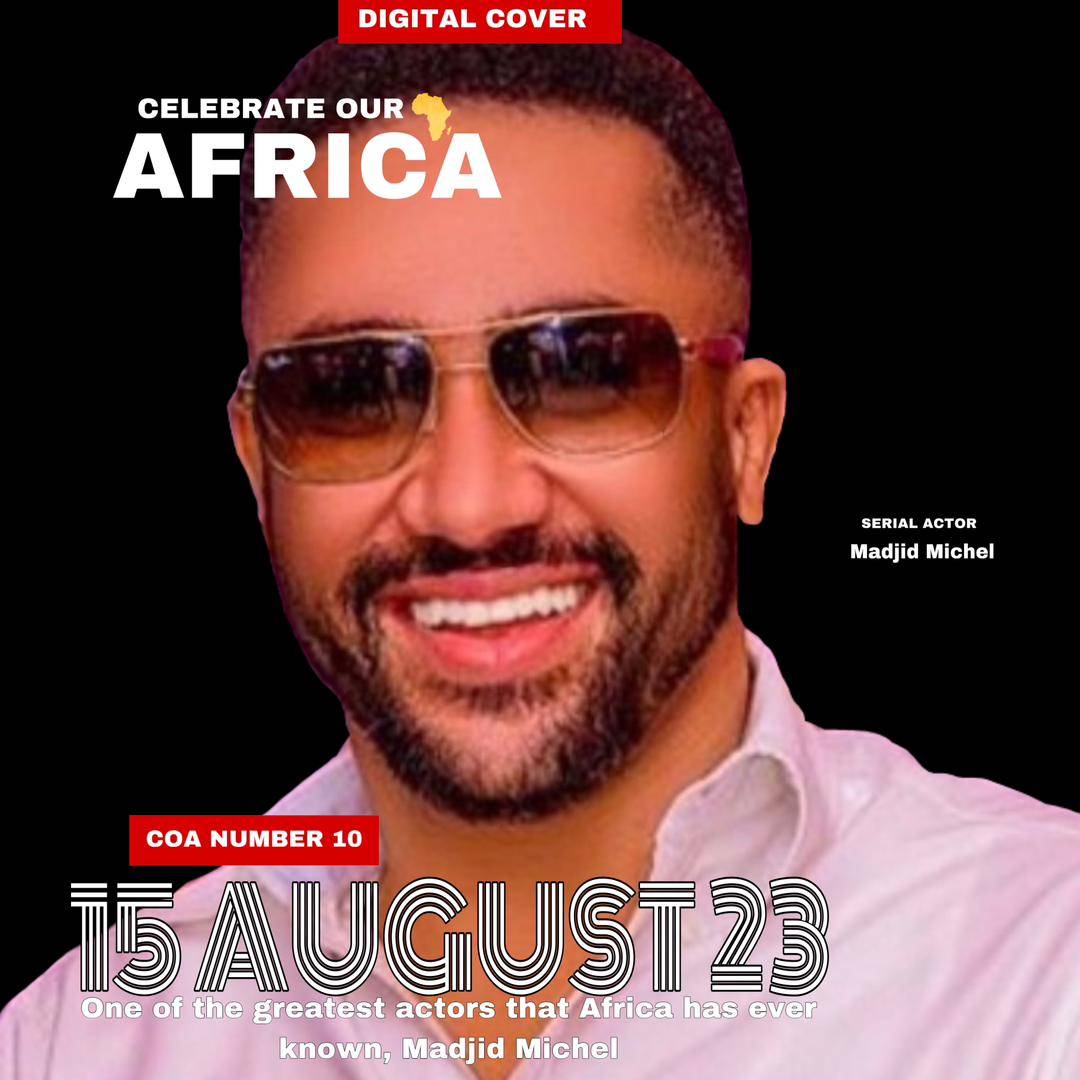 DIGITAL COVER
CELEBRATE OUR
AFRICA
SERIAL ACTOR
Madjid Michel
COA NUMBER 10
15 AUGUST 23
One of the greatest actors that Africa has ever
known, Madjid Michel